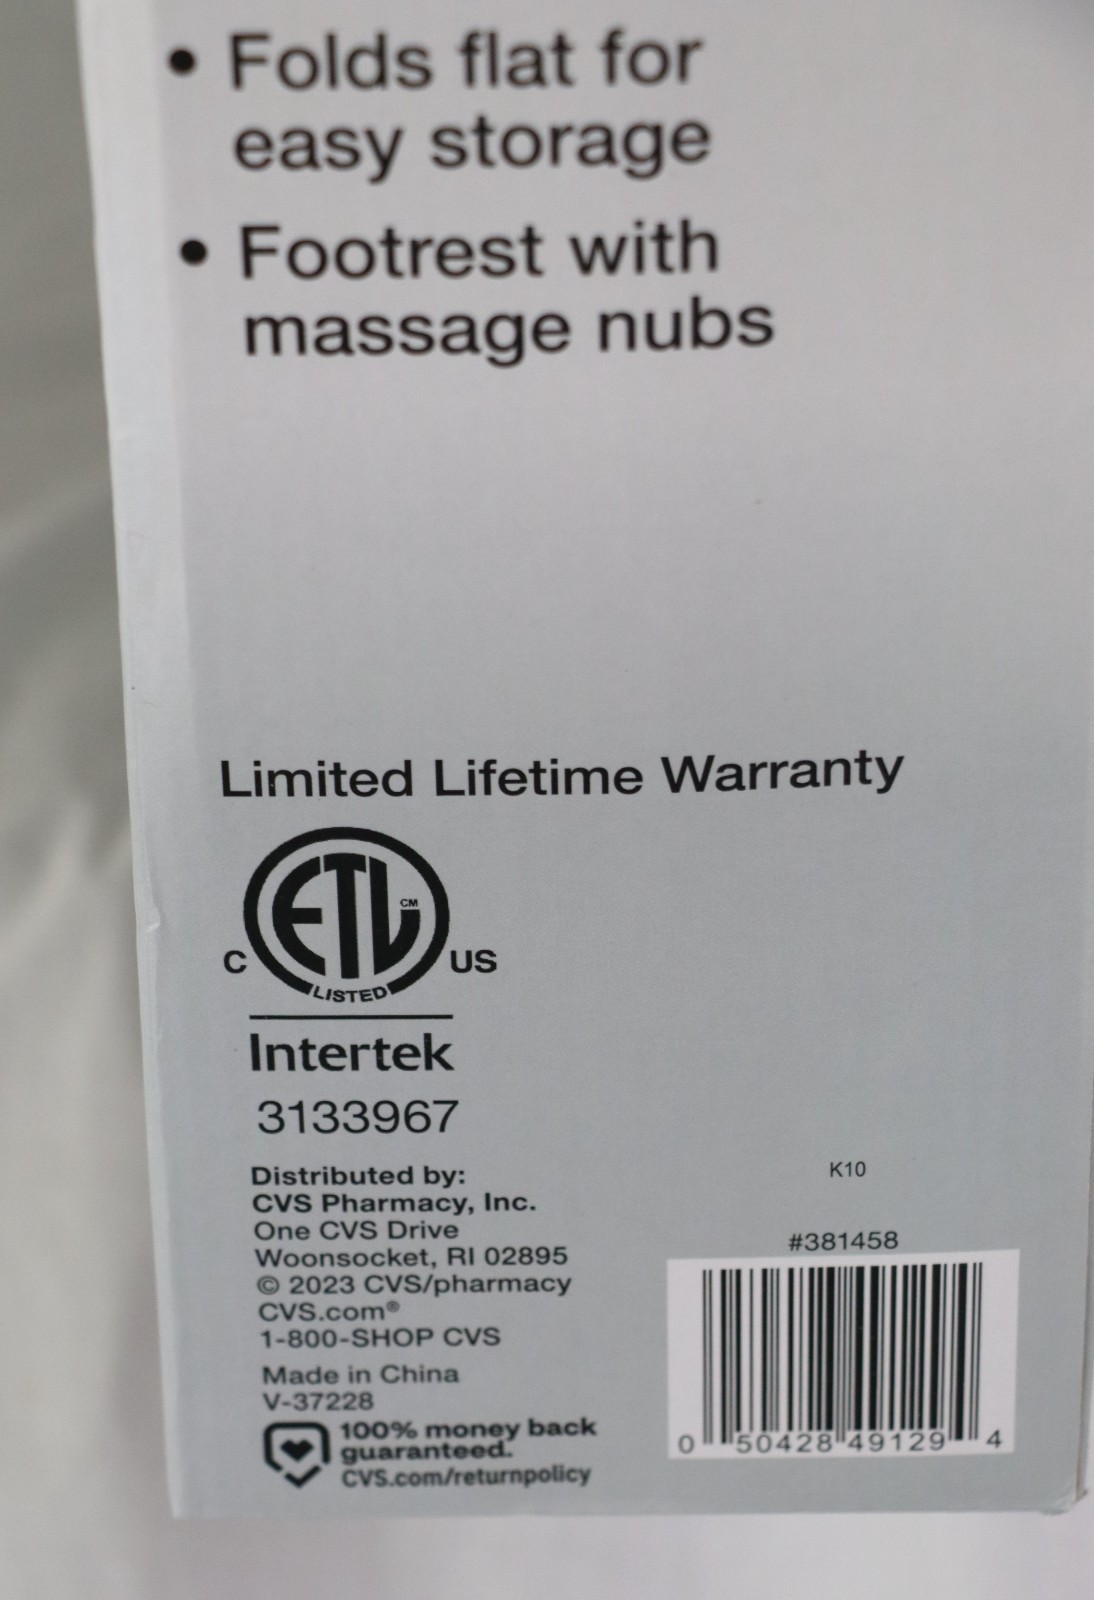 • Folds flat for
easy storage
• Footrest with
massage nubs
Limited Lifetime Warranty
ETL CM
C US
LISTED
Intertek
3133967
Distributed by:
CVS Pharmacy, Inc.
One CVS Drive
Woonsocket, RI 02895
© 2023 CVS/pharmacy
CVS.com®
1-800-SHOP CVS
Made in China
V-37228
100% money back
guaranteed.
CVS.com/returnpolicy
K10
#381458
0 50428 49129 4